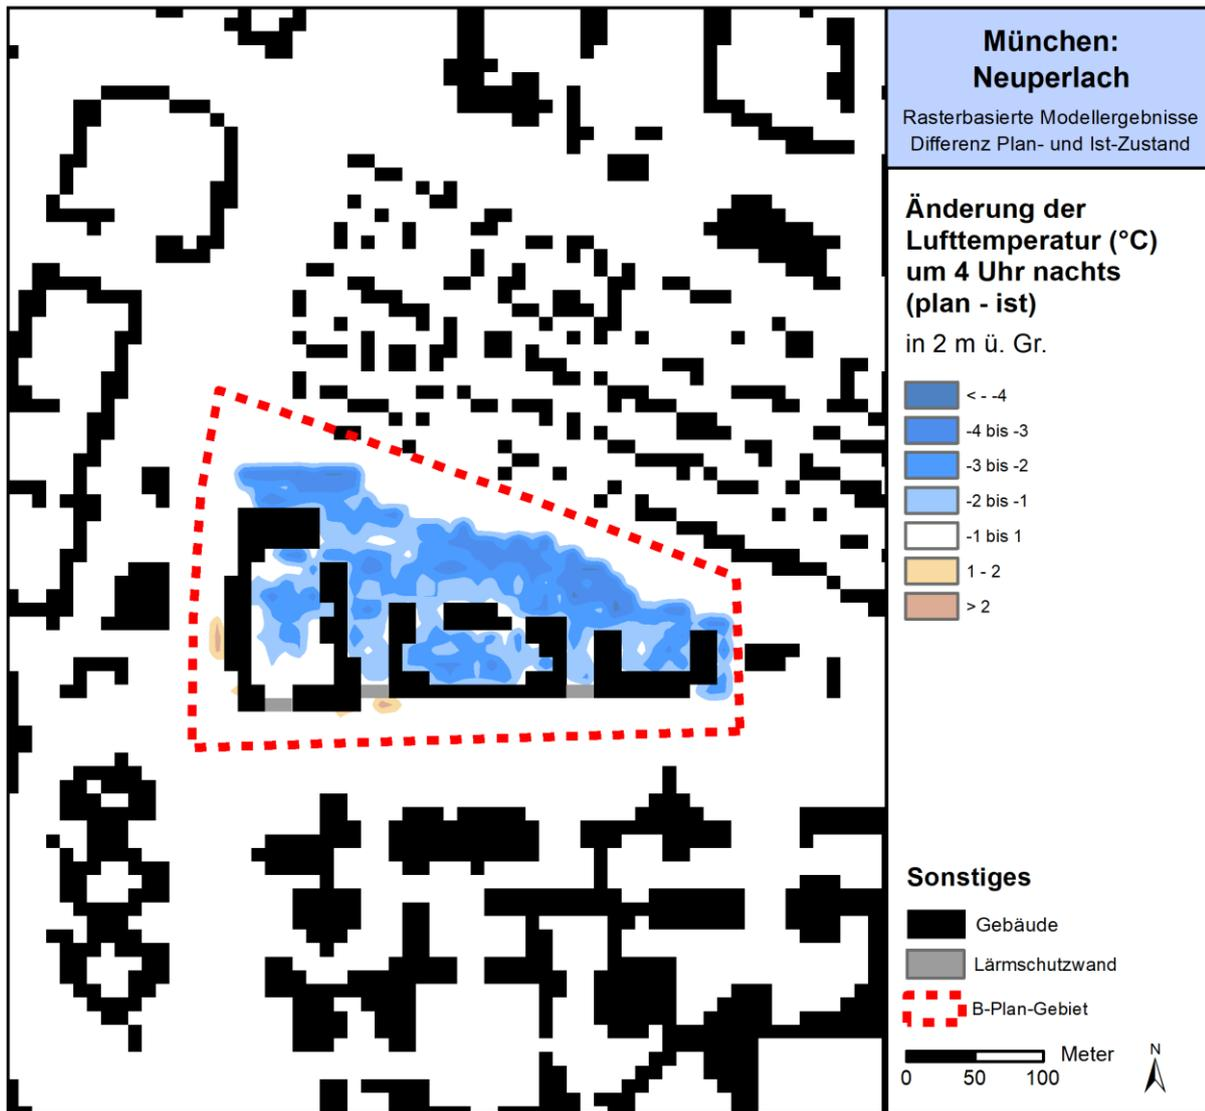 München:
Neuperlach
Rasterbasierte Modellergebnisse
Differenz Plan- und Ist-Zustand
Änderung der
Lufttemperatur (°C)
um 4 Uhr nachts
(plan - ist)
in 2 m ü. Gr.
< - -4
-4 bis -3
-3 bis -2
-2 bis -1
-1 bis 1
1 - 2
> 2
Sonstiges
Gebäude
Lärmschutzwand
B-Plan-Gebiet
Meter
0 50 100
N